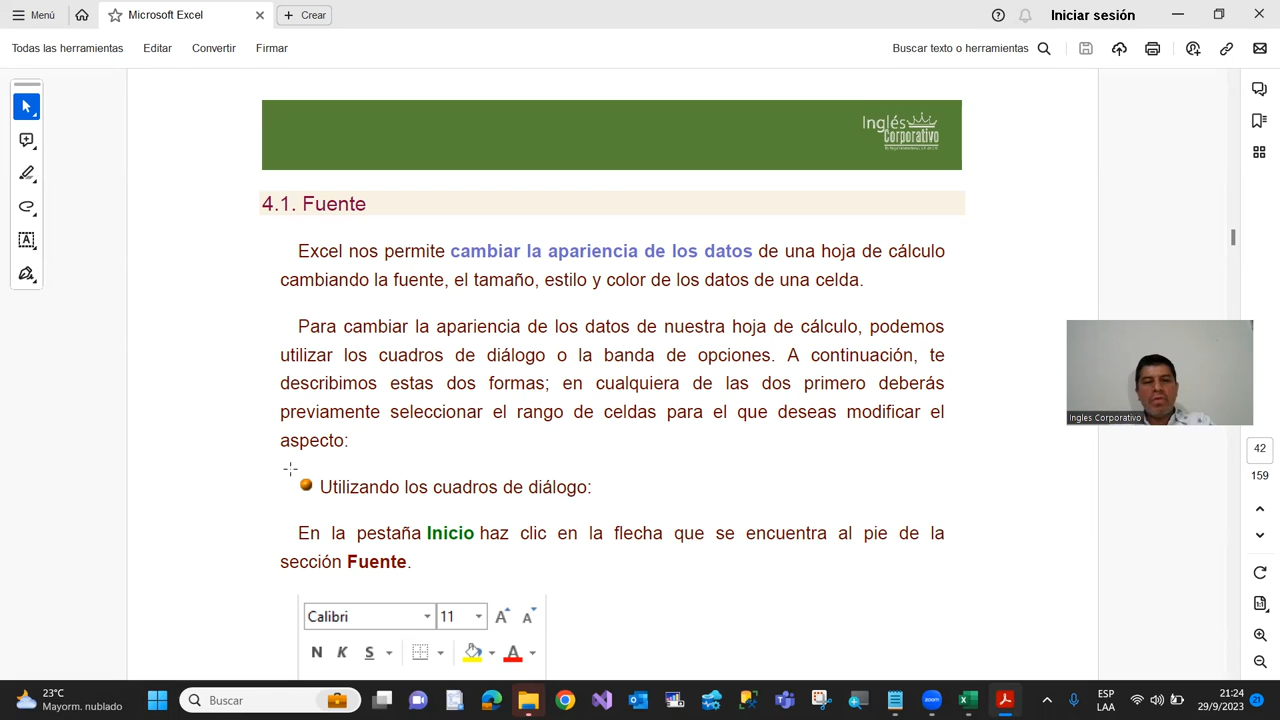 Menú
Microsoft Excel
Crear
Iniciar sesión
Todas las herramientas
Editar
Convertir
Firmar
Buscar texto o herramientas
Inglés
Corporativo
4.1. Fuente
Excel nos permite cambiar la apariencia de los datos de una hoja de cálculo
cambiando la fuente, el tamaño, estilo y color de los datos de una celda.
Para cambiar la apariencia de los datos de nuestra hoja de cálculo, podemos
utilizar los cuadros de diálogo o la banda de opciones. A continuación, te
describimos estas dos formas; en cualquiera de las dos primero deberás
previamente seleccionar el rango de celdas para el que deseas modificar el
aspecto:
Utilizando los cuadros de diálogo:
En la pestaña Inicio haz clic en la flecha que se encuentra al pie de la
sección Fuente.
Calibri
11
A A
N K S
A
Ingles Corporativo
42
159
23°C
Mayorm. nublado
Buscar
ESP
LAA
21:24
29/9/2023